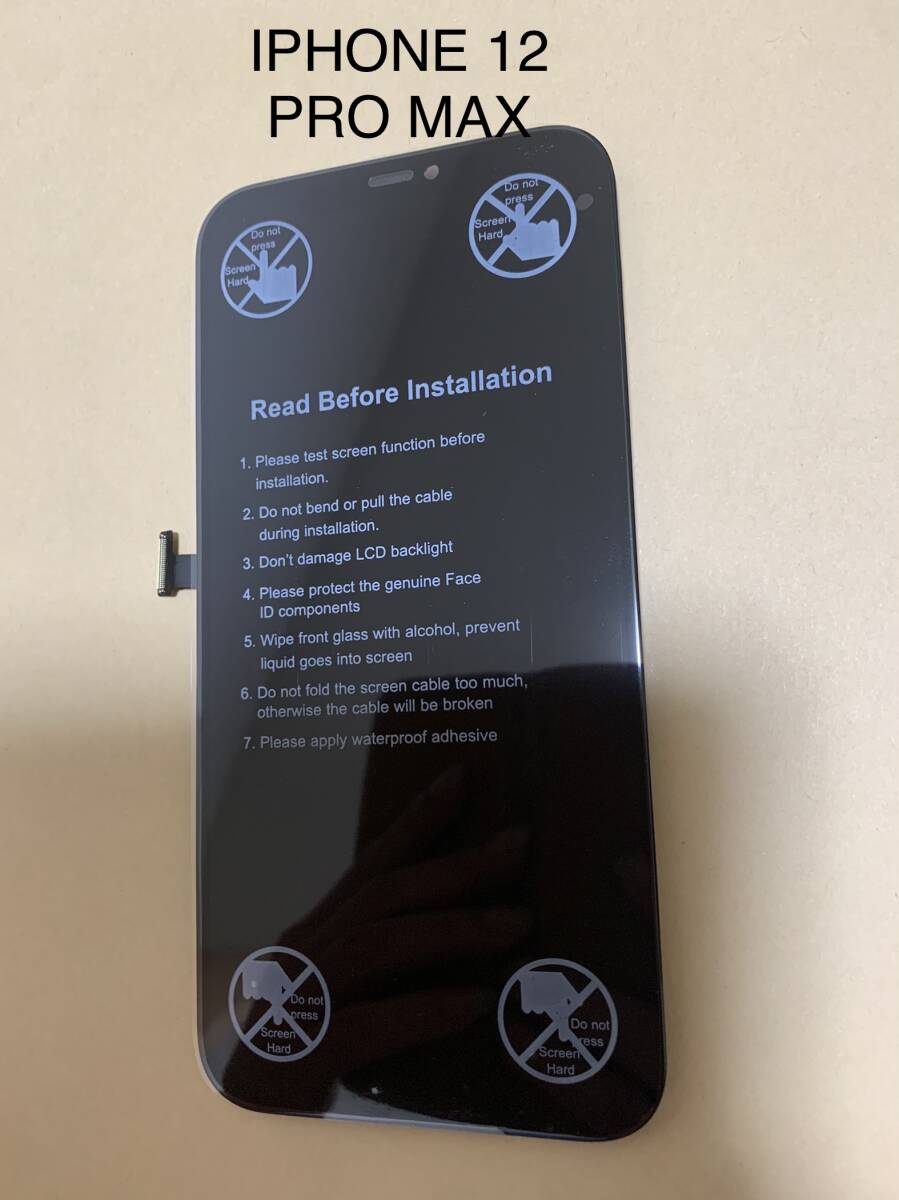 IPHONE 12
PRO MAX
Do not
press
Screen
Hard
Do not
press
Screen
Hard
Read Before Installation
1. Please test screen function before
installation.
2. Do not bend or pull the cable
during installation.
3. Don't damage LCD backlight
4. Please protect the genuine Face
ID components
5. Wipe front glass with alcohol, prevent
liquid goes into screen
6. Do not fold the screen cable too much,
otherwise the cable will be broken
7. Please apply waterproof adhesive
Do not
press
Screen
Hard
Do not
press
Screen
Hard